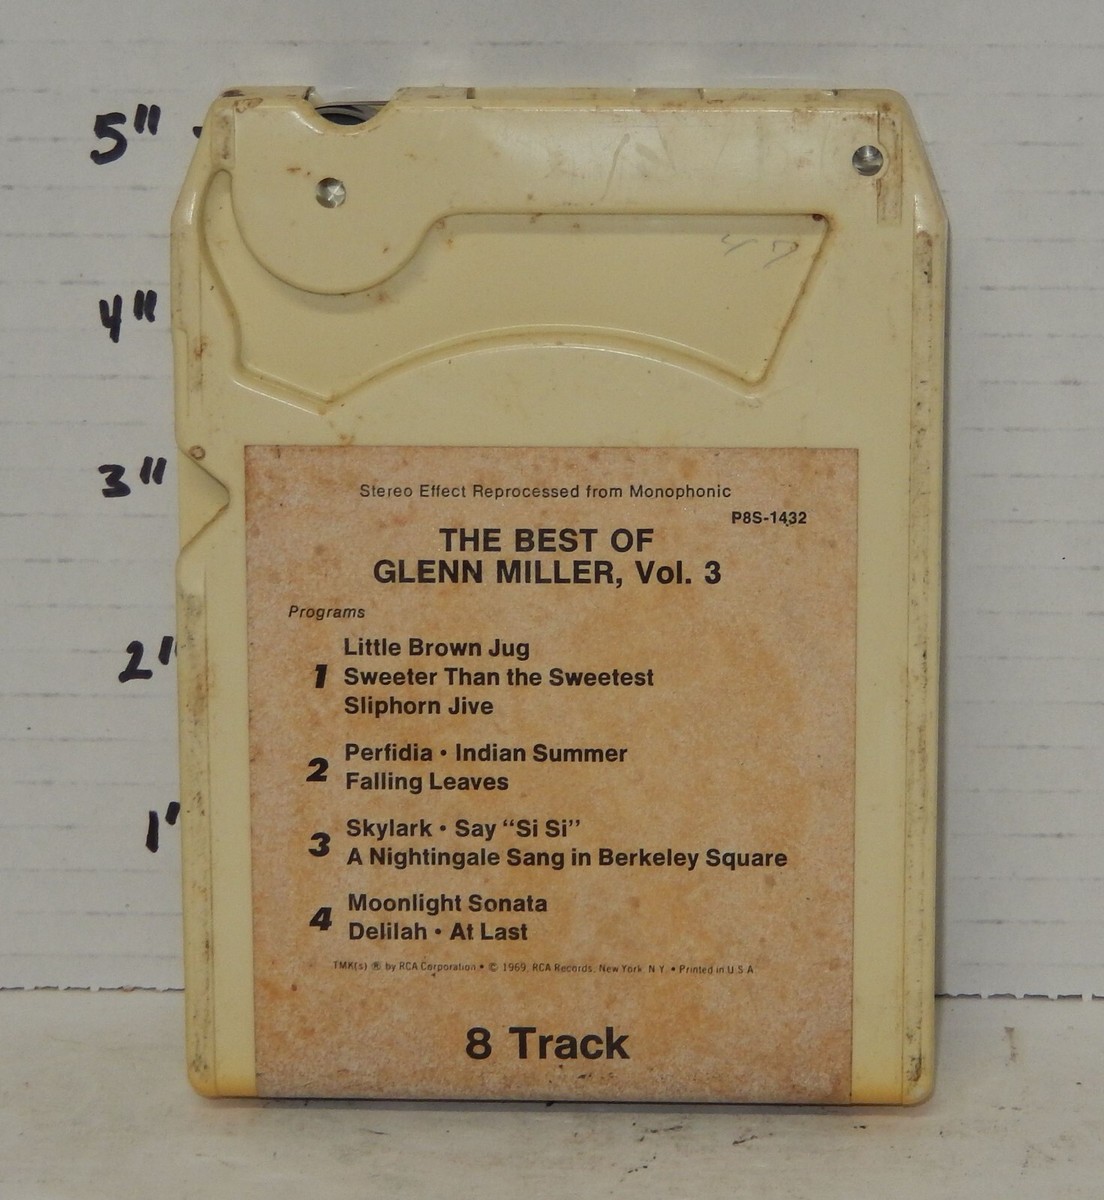 5"
4"
3"
2"
1"
Stereo Effect Reprocessed from Monophonic
P8S-1432
THE BEST OF
GLENN MILLER, Vol. 3
Programs
1
Little Brown Jug
Sweeter Than the Sweetest
Sliphorn Jive
2
Perfidia • Indian Summer
Falling Leaves
3
Skylark • Say “Si Si”
A Nightingale Sang in Berkeley Square
4
Moonlight Sonata
Delilah • At Last
TMK(s) ® by RCA Corporation • © 1969, RCA Records, New York, N.Y. • Printed in U.S.A.
8 Track